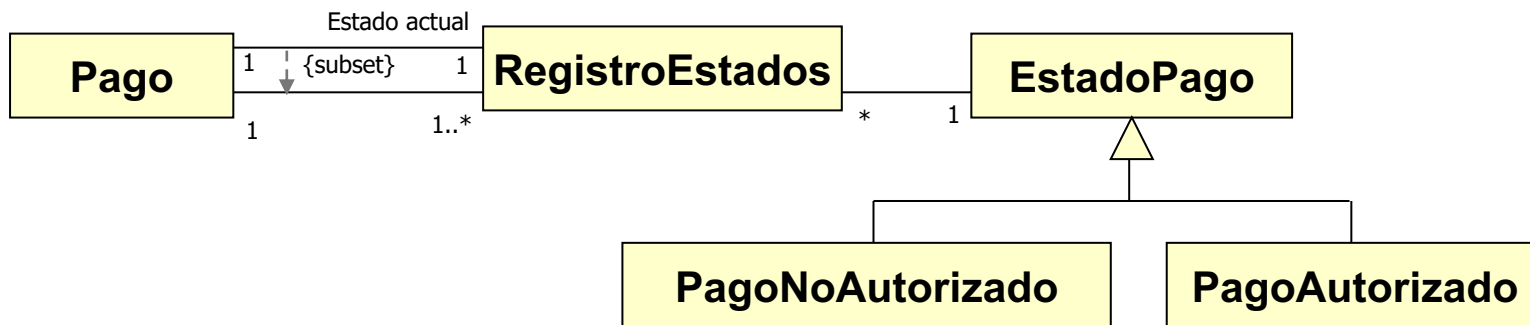 Estado actual
Pago
1
{subset}
1
RegistroEstados
EstadoPago
1
1..*
*
1
PagoNoAutorizado
PagoAutorizado